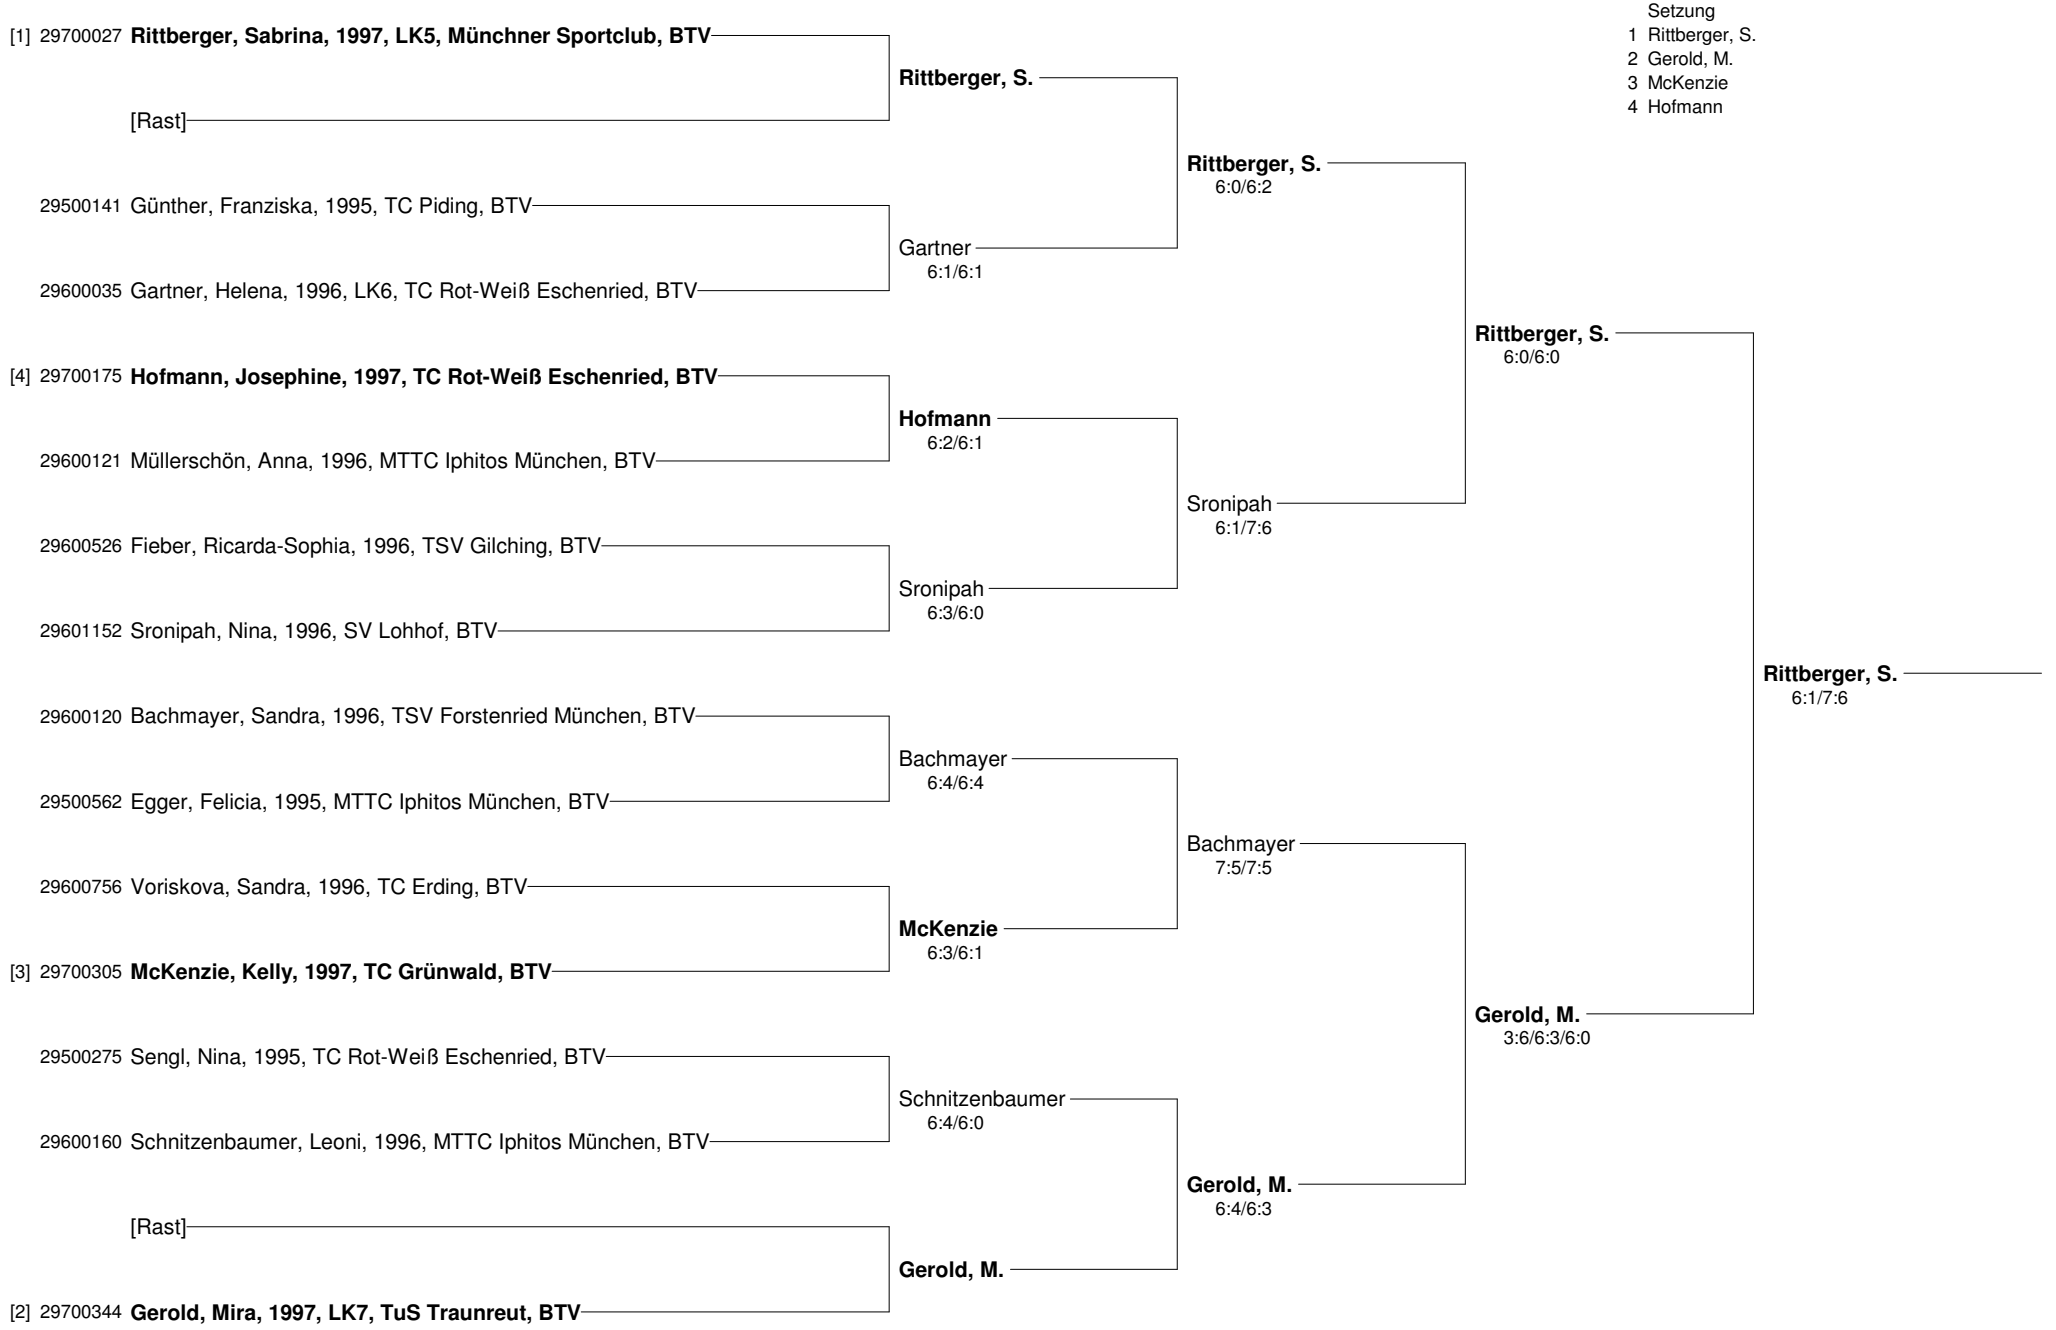 Setzung
1 Rittberger, S.
2 Gerold, M.
3 McKenzie
4 Hofmann
[1] 29700027 Rittberger, Sabrina, 1997, LK5, Münchner Sportclub, BTV
[Rast]
29500141 Günther, Franziska, 1995, TC Piding, BTV
29600035 Gartner, Helena, 1996, LK6, TC Rot-Weiß Eschenried, BTV
[4] 29700175 Hofmann, Josephine, 1997, TC Rot-Weiß Eschenried, BTV
29600121 Müllerschön, Anna, 1996, MTTC Iphitos München, BTV
29600526 Fieber, Ricarda-Sophia, 1996, TSV Gilching, BTV
29601152 Sronipah, Nina, 1996, SV Lohhof, BTV
29600120 Bachmayer, Sandra, 1996, TSV Forstenried München, BTV
29500562 Egger, Felicia, 1995, MTTC Iphitos München, BTV
29600756 Voriskova, Sandra, 1996, TC Erding, BTV
[3] 29700305 McKenzie, Kelly, 1997, TC Grünwald, BTV
29500275 Sengl, Nina, 1995, TC Rot-Weiß Eschenried, BTV
29600160 Schnitzenbaumer, Leoni, 1996, MTTC Iphitos München, BTV
[Rast]
[2] 29700344 Gerold, Mira, 1997, LK7, TuS Traunreut, BTV
Rittberger, S.
Gartner
6:1/6:1
Hofmann
6:2/6:1
Sronipah
6:3/6:0
Bachmayer
6:4/6:4
McKenzie
6:3/6:1
Schnitzenbaumer
6:4/6:0
Gerold, M.
Rittberger, S.
6:0/6:2
Sronipah
6:1/7:6
Bachmayer
7:5/7:5
Gerold, M.
6:4/6:3
Rittberger, S.
6:0/6:0
Gerold, M.
3:6/6:3/6:0
Rittberger, S.
6:1/7:6